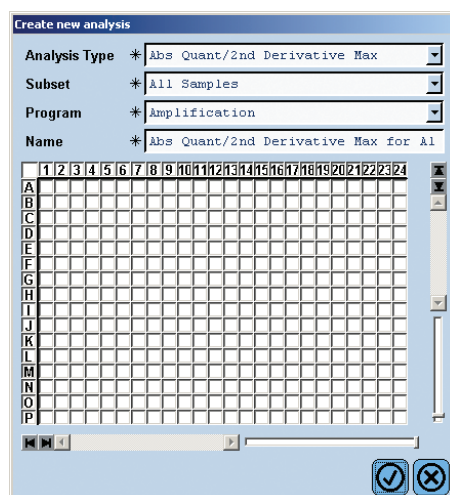 Create new analysis
Analysis Type * Abs Quant/2nd Derivative Max
Subset * All Samples
Program * Amplification
Name * Abs Quant/2nd Derivative Max for Al
1 2 3 4 5 6 7 8 9 10 11 12 13 14 15 16 17 18 19 20 21 22 23 24
A
B
C
D
E
F
G
H
I
J
K
L
M
N
O
P